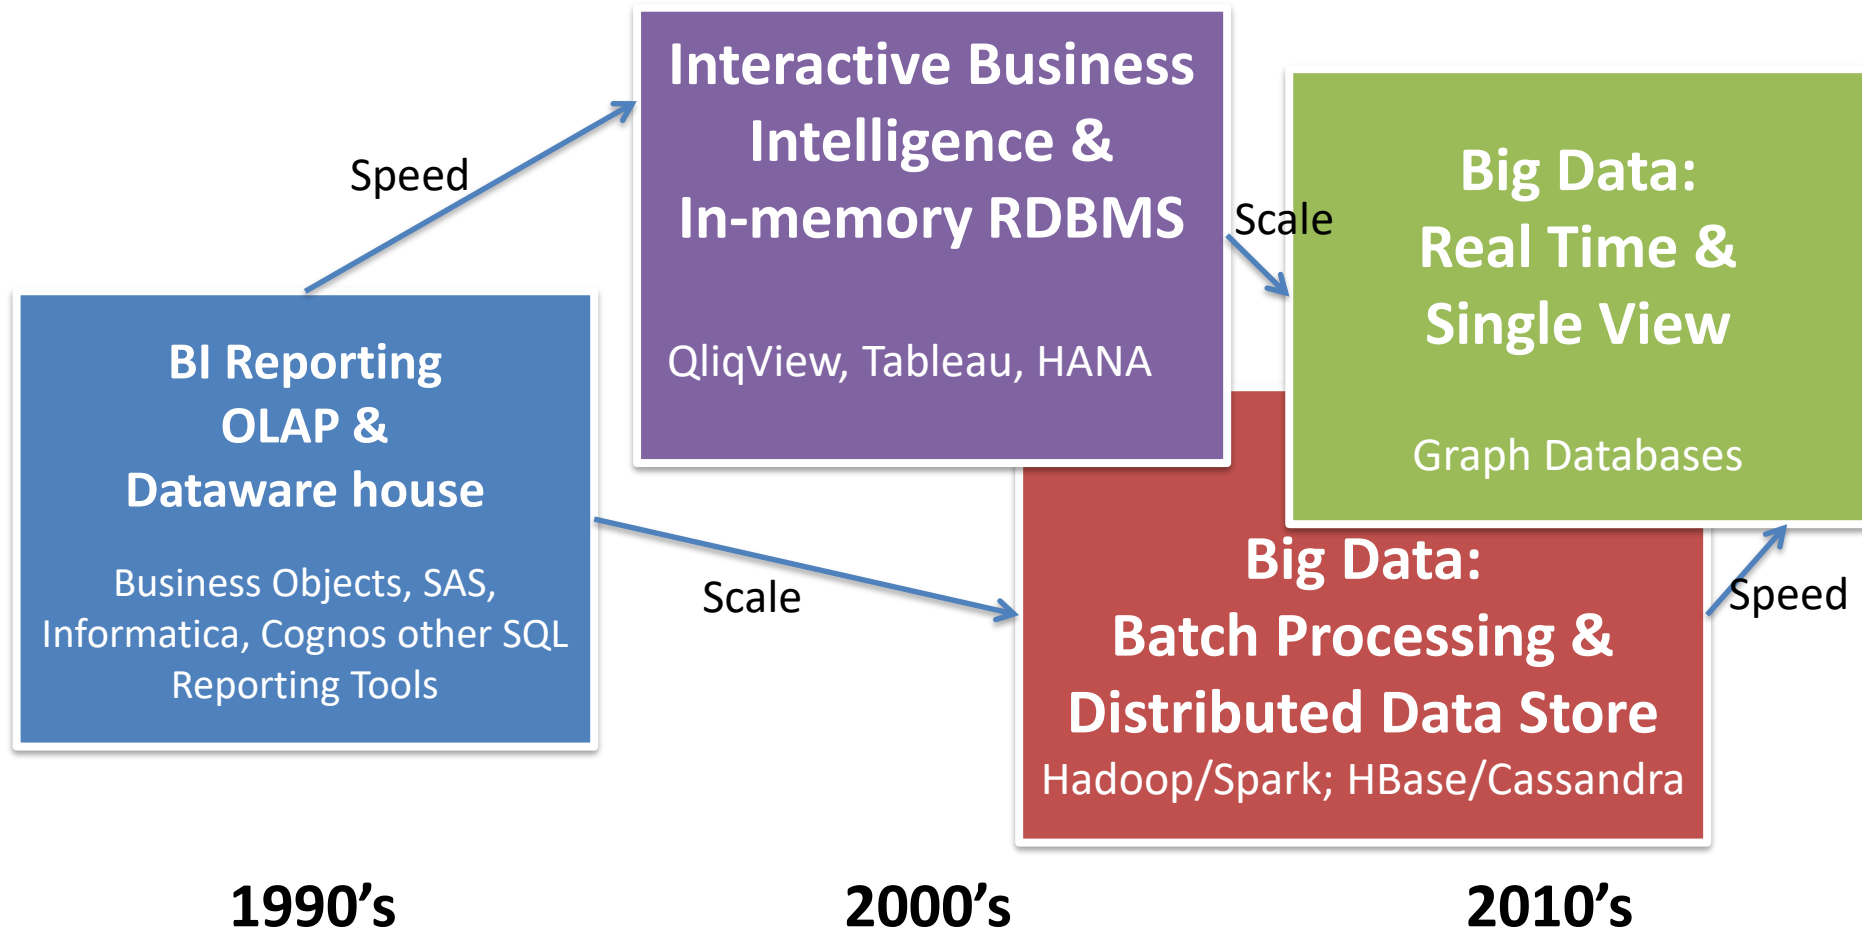 Interactive Business
Intelligence &
In-memory RDBMS
QliqView, Tableau, HANA
Speed
Scale
Big Data:
Real Time &
Single View
Graph Databases
BI Reporting
OLAP &
Dataware house
Business Objects, SAS,
Informatica, Cognos other SQL
Reporting Tools
Scale
Big Data:
Batch Processing &
Distributed Data Store
Hadoop/Spark; HBase/Cassandra
Speed
1990’s
2000’s
2010’s